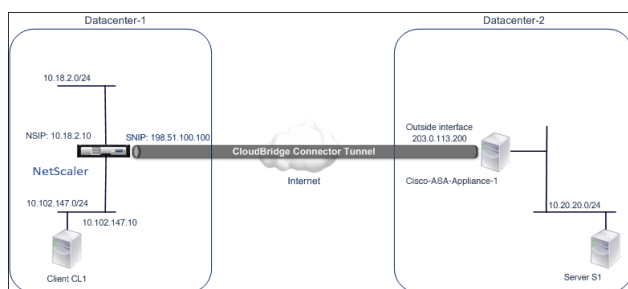 Datacenter-1
Datacenter-2
10.18.2.0/24
NSIP: 10.18.2.10
SNIP: 198.51.100.100
NetScaler
CloudBridge Connector Tunnel
Internet
Outside interface
203.0.113.200
Cisco-ASA-Appliance-1
10.102.147.0/24
10.102.147.10
Client CL1
10.20.20.0/24
Server S1